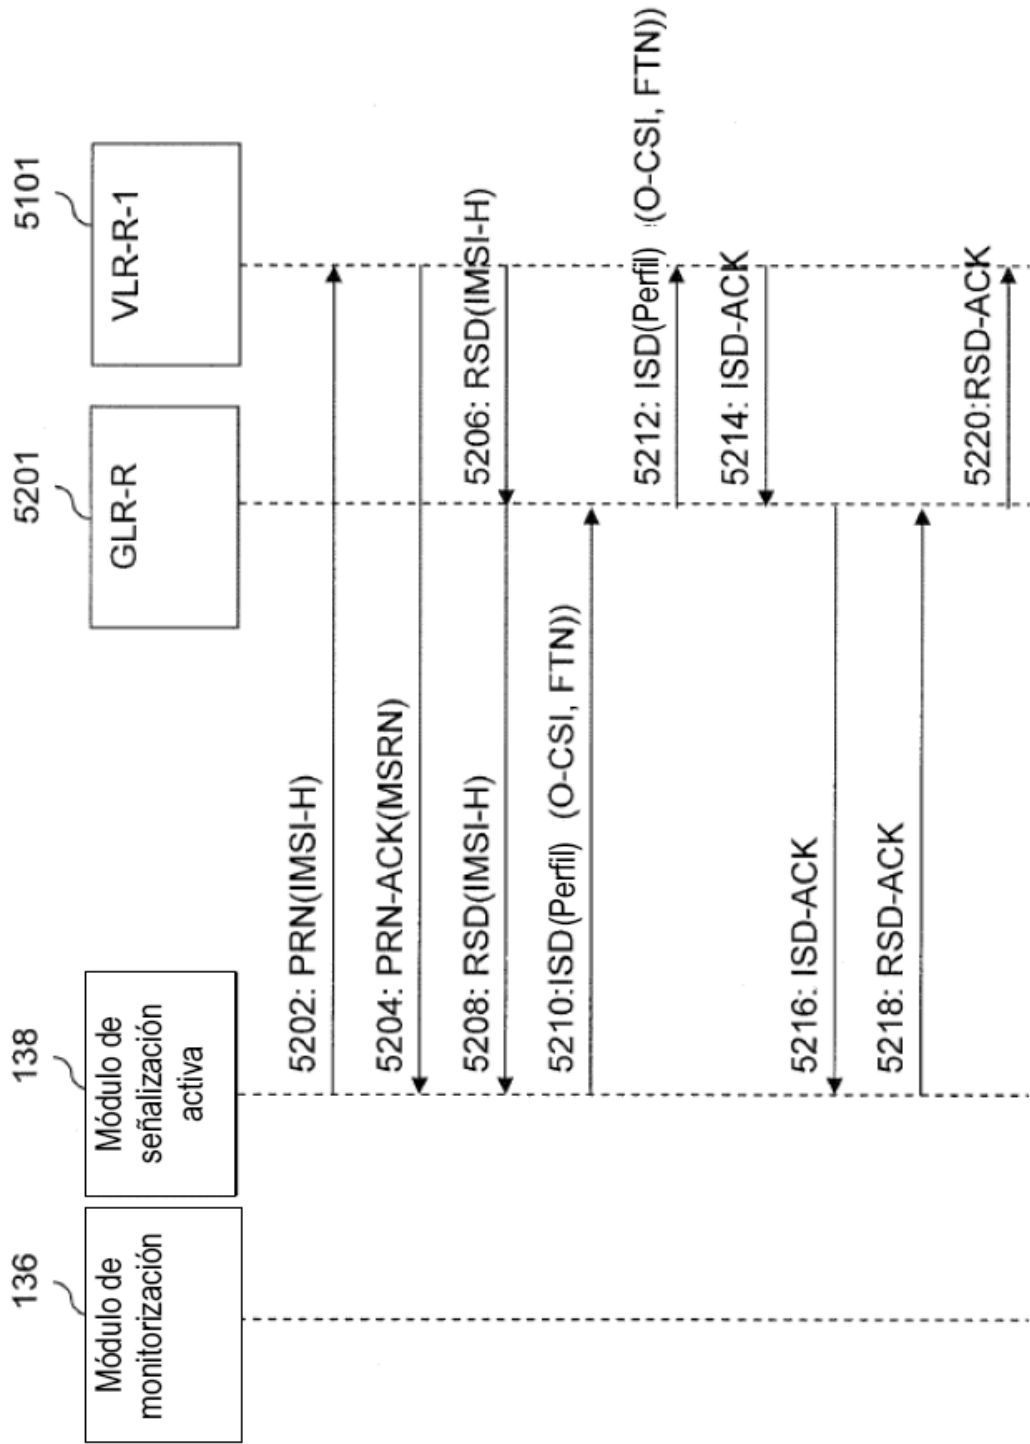 136
138
5201
5101
Módulo de
monitorización
Módulo de
señalización
activa
GLR-R
VLR-R-1
5202: PRN(IMSI-H)
5204: PRN-ACK(MSRN)
5208: RSD(IMSI-H)
5206: RSD(IMSI-H)
5210:ISD(Perfil) (O-CSI, FTN))
5212: ISD(Perfil) (O-CSI, FTN))
5214: ISD-ACK
5216: ISD-ACK
5218: RSD-ACK
5220:RSD-ACK